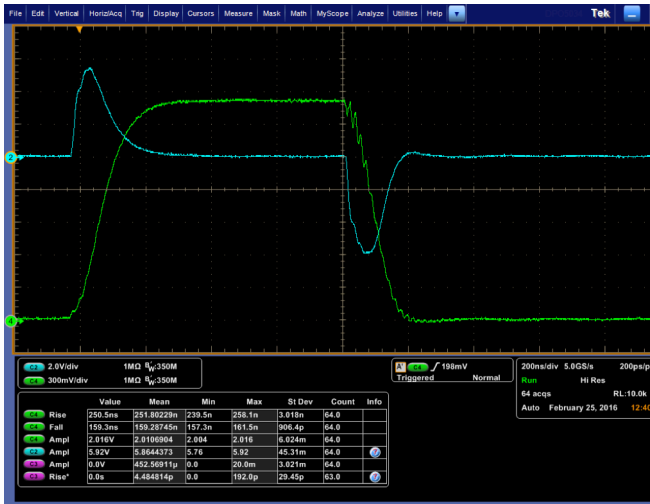 File Edit Vertical Horiz/Acq Trig Display Cursors Measure Mask Math MyScope Analyze Utilities Help Tek
2
4
C2 2.0V/div 1MΩ BW:350M
C4 300mV/div 1MΩ BW:350M
A' C4 198mV
Triggered Normal
200ns/div 5.0GS/s 200ps/p
Run Hi Res
64 acqs RL:10.0k
Auto February 25, 2016 12:40
Value Mean Min Max St Dev Count Info
C4 Rise 250.5ns 251.80229n 239.5n 258.1n 3.018n 64.0
C4 Fall 159.3ns 159.28745n 157.3n 161.5n 906.4p 64.0
C4 Ampl 2.016V 2.0106904 2.004 2.016 6.024m 64.0
C2 Ampl 5.92V 5.8644373 5.76 5.92 45.31m 64.0
C3 Ampl 0.0V 452.56911µ 0.0 20.0m 3.021m 64.0
C3 Rise* 0.0s 4.484814p 0.0 192.0p 29.45p 63.0